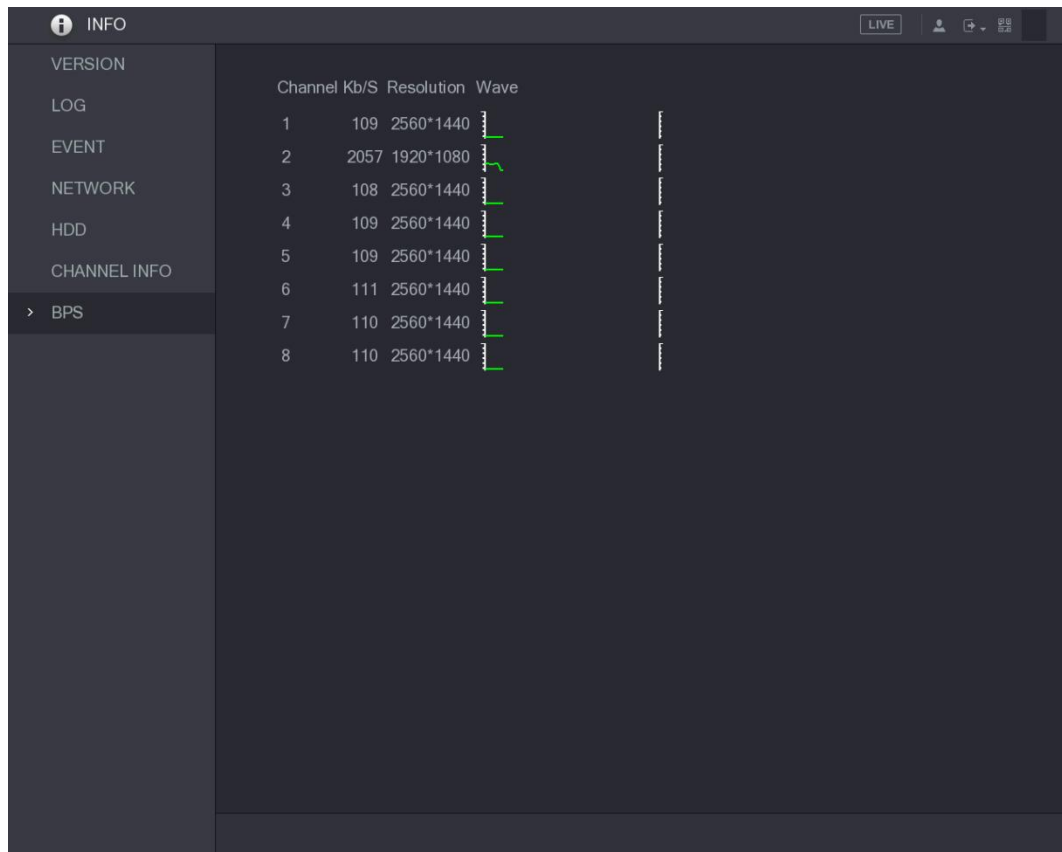 INFO
LIVE
VERSION
LOG
EVENT
NETWORK
HDD
CHANNEL INFO
> BPS
Channel Kb/S Resolution Wave
1 109 2560*1440
2 2057 1920*1080
3 108 2560*1440
4 109 2560*1440
5 109 2560*1440
6 111 2560*1440
7 110 2560*1440
8 110 2560*1440